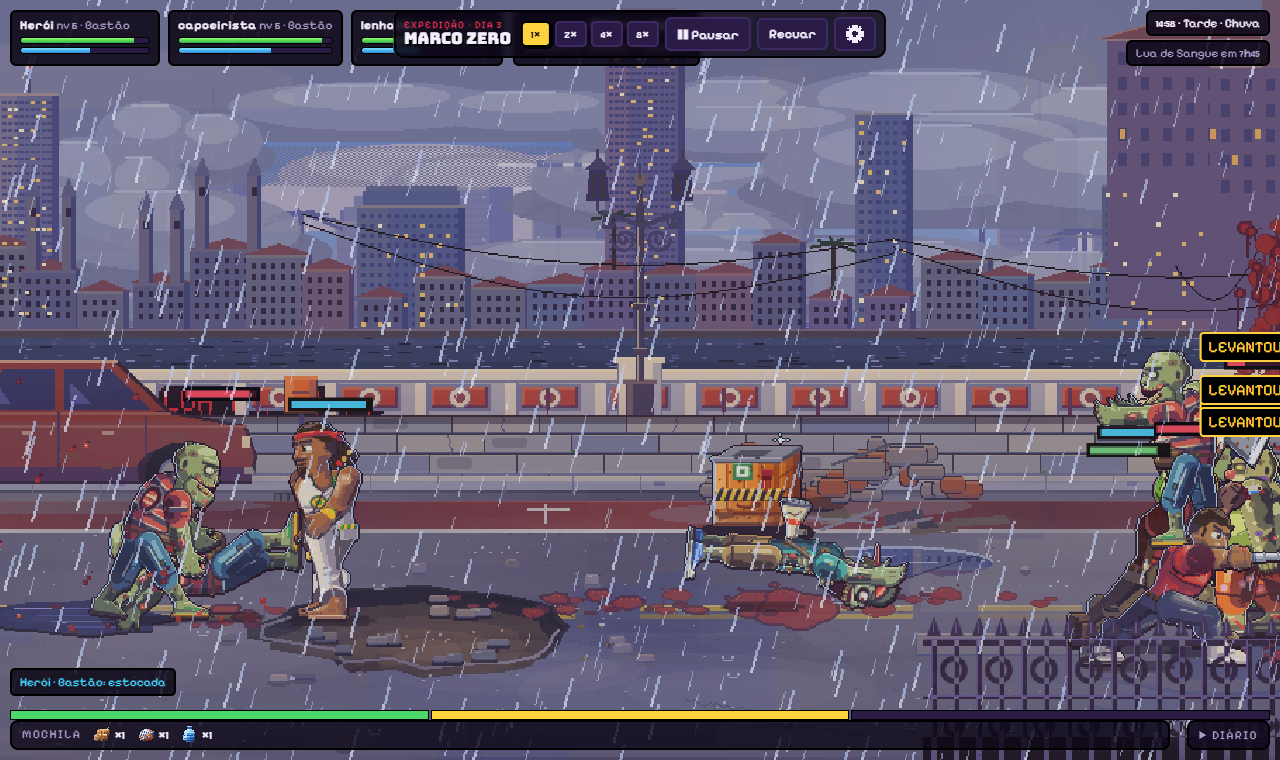 Herói nv 5 · Bastão
capoeirista nv 5 · Bastão
lenha
EXPEDIÇÃO · DIA 3
MARCO ZERO
1×
2×
4×
8×
Pausar
Recuar
14:58 · Tarde · Chuva
Lua de Sangue em 7h45
LEVANTOU
LEVANTOU
LEVANTOU
Herói · Bastão: estocada
MOCHILA ×1 ×1 ×1
DIÁRIO